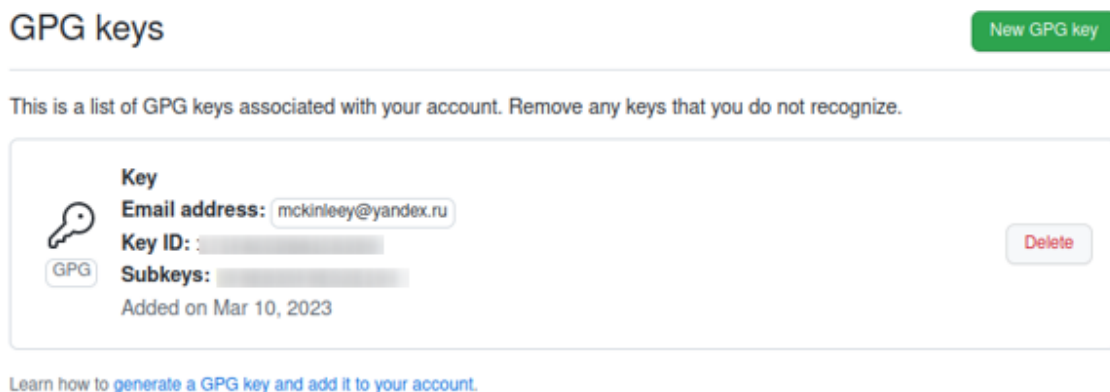 GPG keys
New GPG key
This is a list of GPG keys associated with your account. Remove any keys that you do not recognize.
Key
Email address: mckinleey@yandex.ru
Key ID:
GPG
Subkeys:
Delete
Added on Mar 10, 2023
Learn how to generate a GPG key and add it to your account.